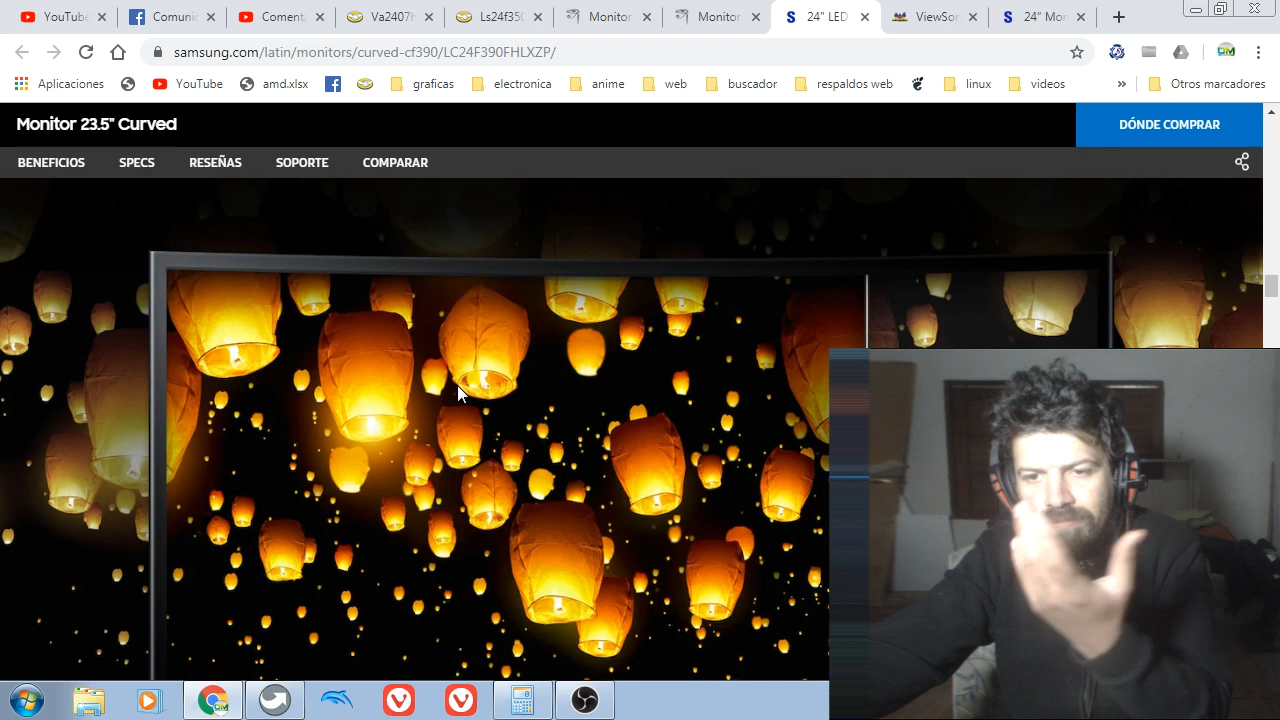 YouTube
Comunic
Coment
Va2407h
Ls24f350
Monitor
Monitor
24" LED
ViewSon
24" Mon
samsung.com/latin/monitors/curved-cf390/LC24F390FHLXZP/
Aplicaciones
YouTube
amd.xlsx
graficas
electronica
anime
web
buscador
respaldos web
linux
videos
»
Otros marcadores
Monitor 23.5" Curved
DÓNDE COMPRAR
BENEFICIOS
SPECS
RESEÑAS
SOPORTE
COMPARAR